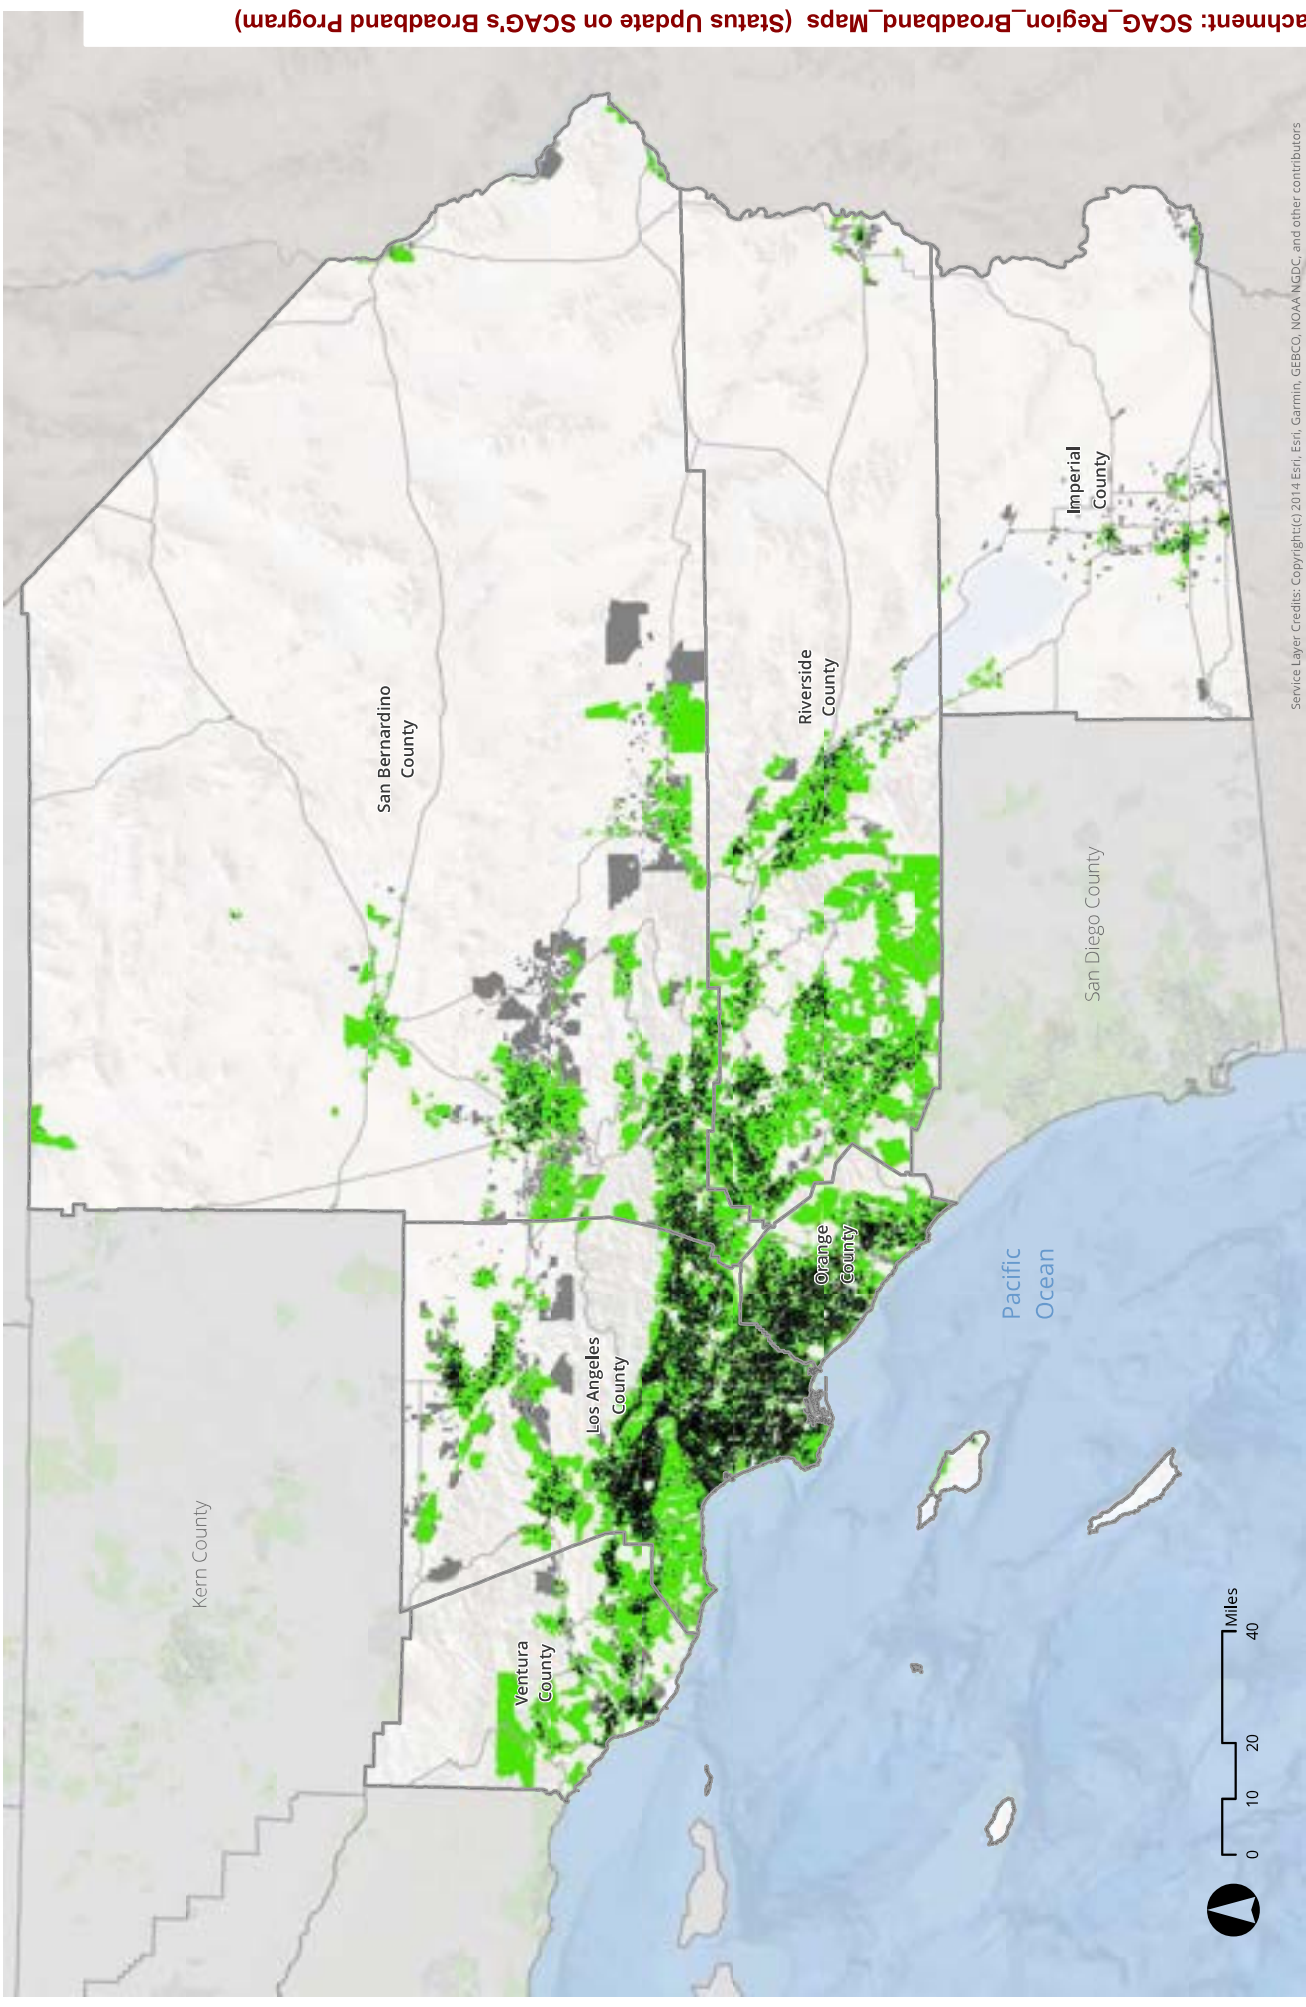 achment: SCAG_Region_Broadband_Maps (Status Update on SCAG's Broadband Program)
Kern County
San Bernardino
County
Ventura
County
Los Angeles
County
Riverside
County
Orange
County
Imperial
County
San Diego County
Pacific
Ocean
0 10 20 40
Miles
Service Layer Credits: Copyright:(c) 2014 Esri, Esri, Garmin, GEBCO, NOAA NGDC, and other contributors